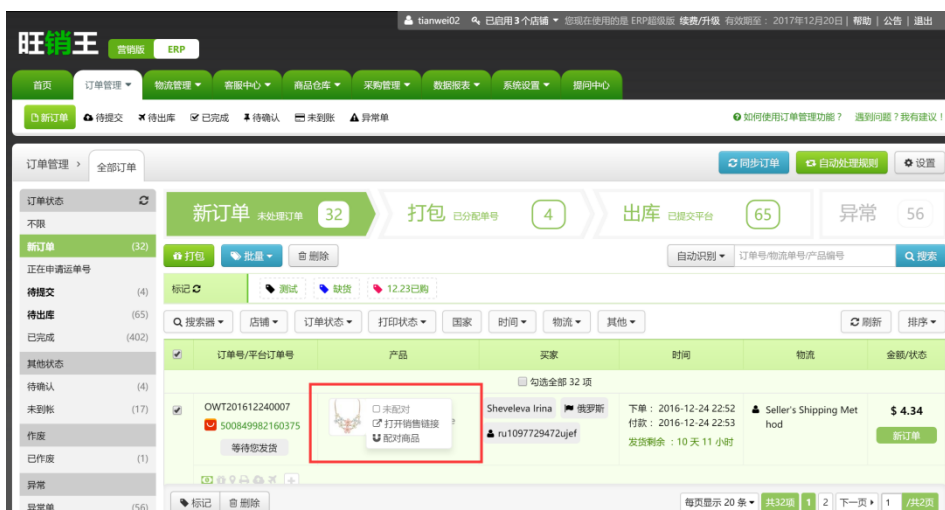 tianwei02 已启用3个店铺 您现在使用的是 ERP超级版 续费/升级 有效期至：2017年12月20日 | 帮助 | 公告 | 退出
旺销王 营销版 ERP
首页 订单管理 物流管理 客服中心 商品仓库 采购管理 数据报表 系统设置 提问中心
新订单 待提交 待出库 已完成 待确认 未到账 异常单 如何使用订单管理功能？ 遇到问题？我有建议！
订单管理 全部订单 同步订单 自动处理规则 设置
订单状态
不限
新订单 (32)
正在申请运单号
待提交 (4)
待出库 (65)
已完成 (402)
其他状态
待确认 (4)
未到帐 (17)
作废
已作废 (1)
异常
异常单 (56)
新订单 未处理订单 32 打包 已分配单号 4 出库 已提交平台 65 异常 56
打包 批量 删除 自动识别 订单号/物流单号/产品编号 搜索
标记 测试 缺货 12.23已购
搜索器 店铺 订单状态 打印状态 国家 时间 物流 其他 刷新 排序
订单号/平台订单号 产品 买家 时间 物流 金额/状态
勾选全部 32 项
OWT201612240007
500849982160375
等待您发货
未配对
打开销售链接
配对商品
Sheveleva Irina 俄罗斯
ru1097729472ujef
下单：2016-12-24 22:52
付款：2016-12-24 22:53
发货剩余 ：10 天 11 小时
Seller's Shipping Met
hod
$ 4.34
新订单
标记 删除 每页显示 20 条 共32项 1 2 下一页 1 /共2页